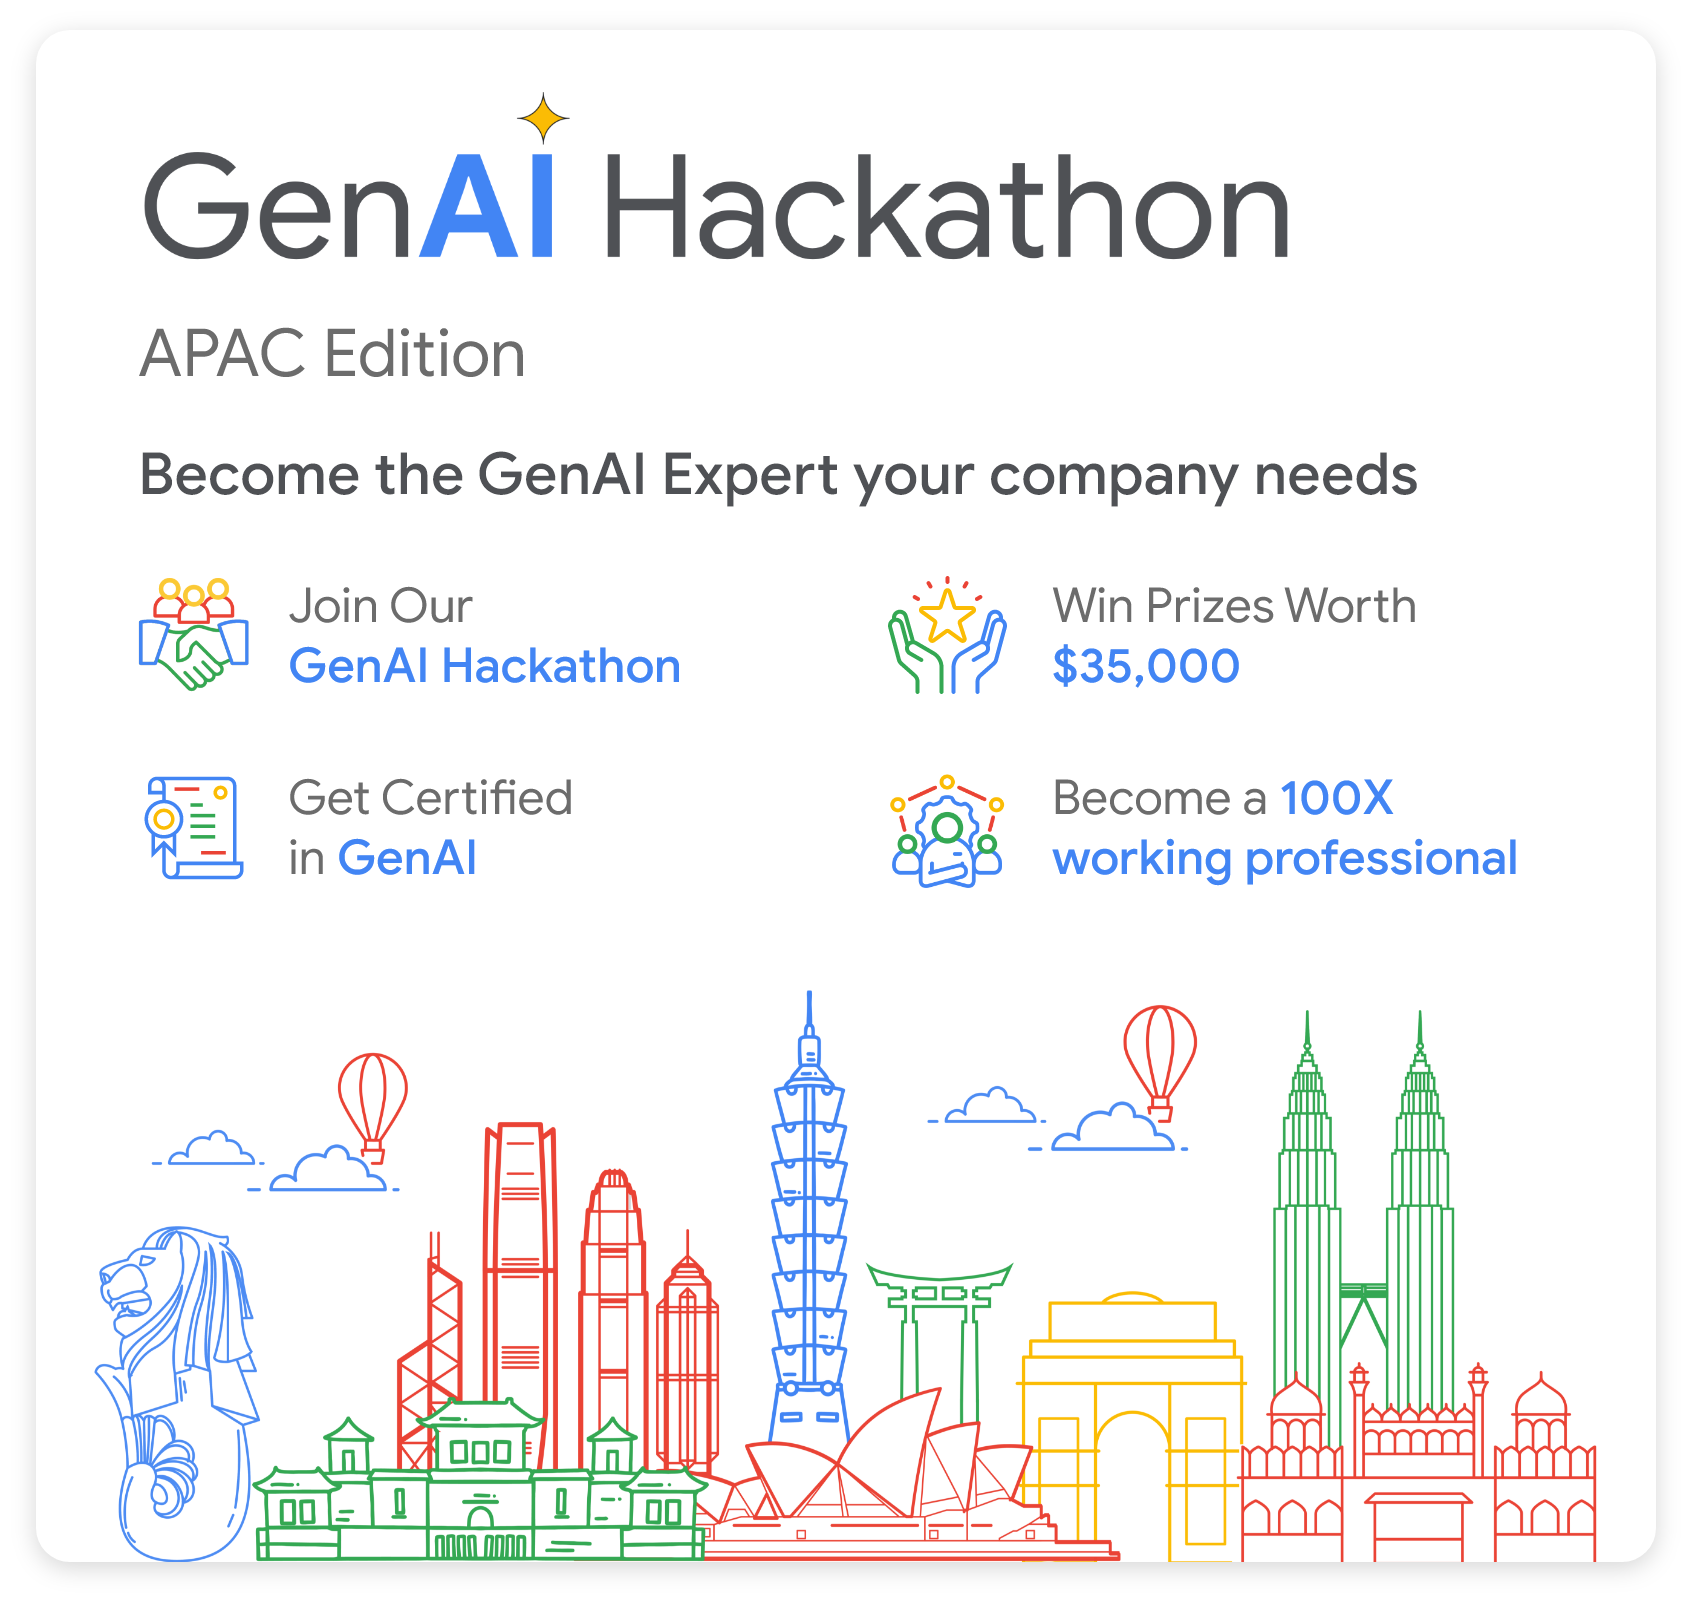 GenAI Hackathon
APAC Edition
Become the GenAI Expert your company needs
Join Our
GenAI Hackathon
Win Prizes Worth
$35,000
Get Certified
in GenAI
Become a 100X
working professional